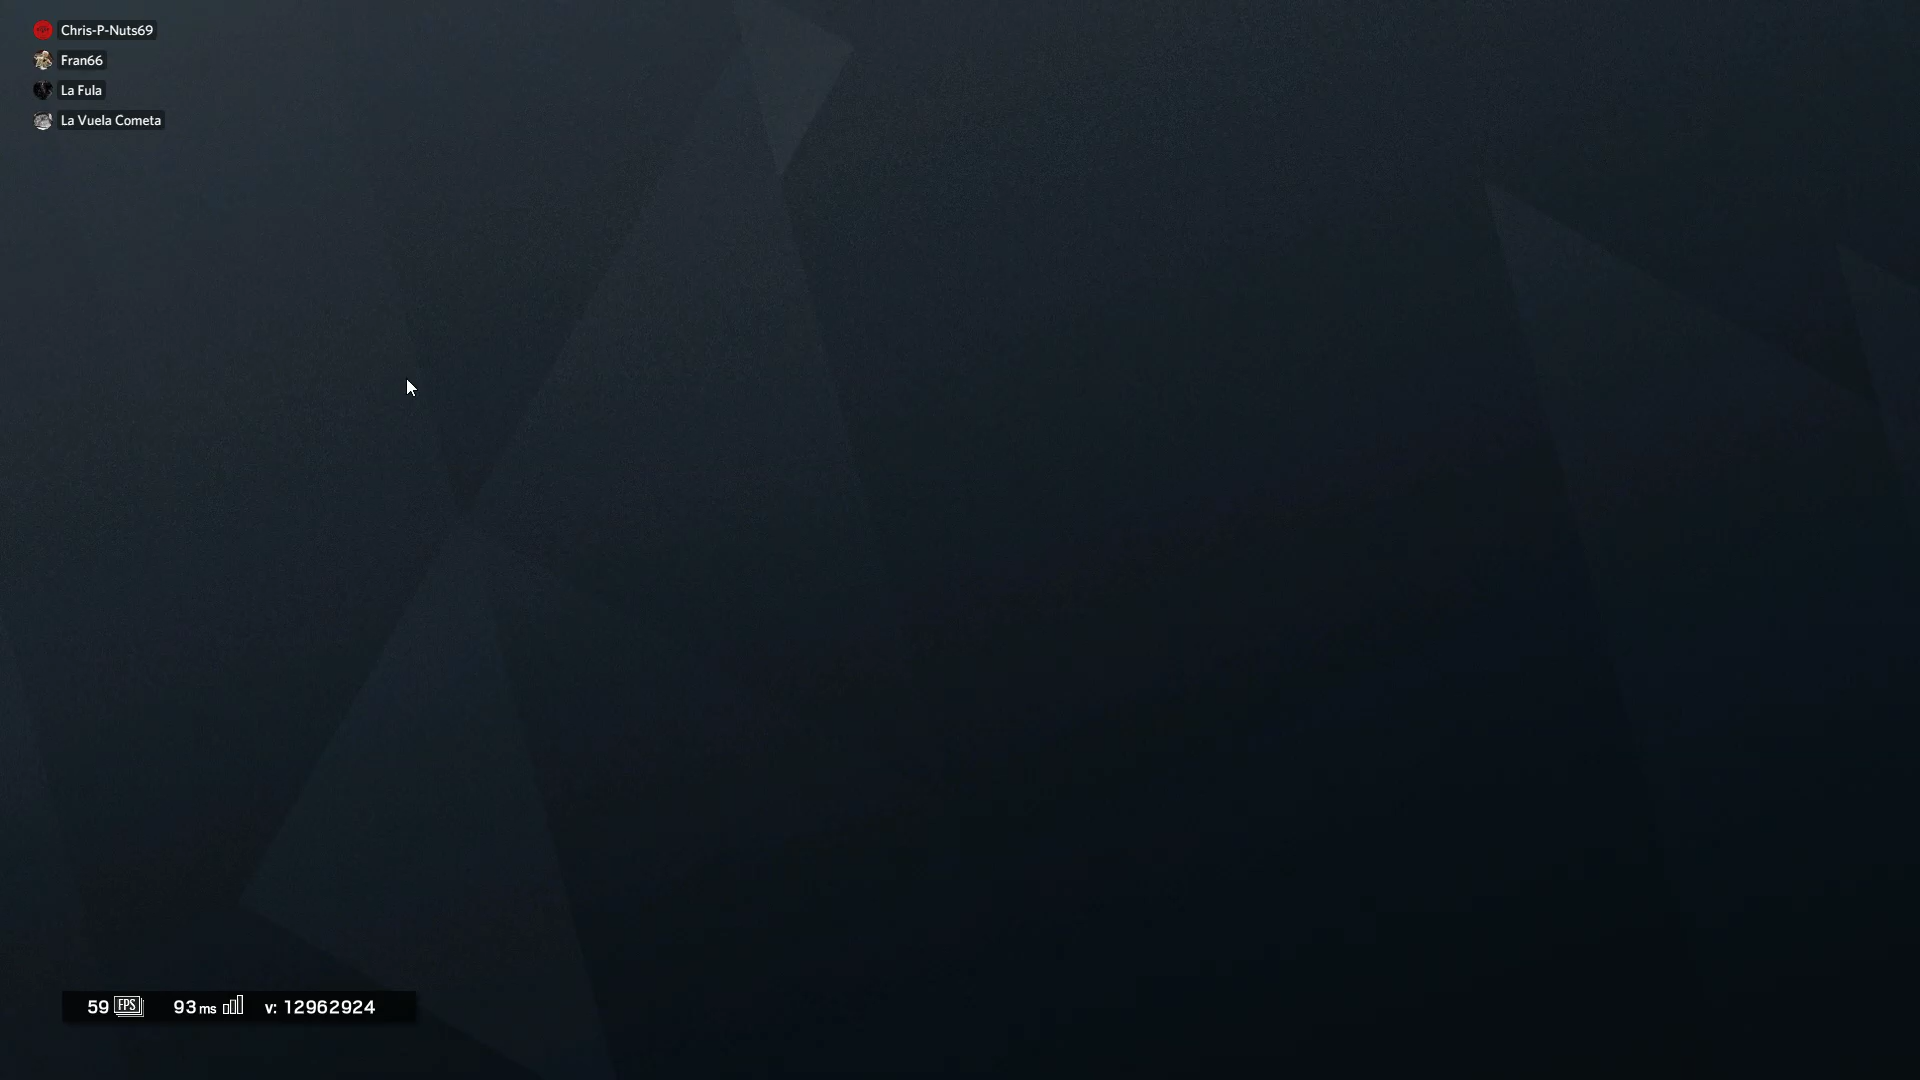 Chris-P-Nuts69
Fran66
La Fula
La Vuela Cometa
59 FPS 93 ms v: 12962924